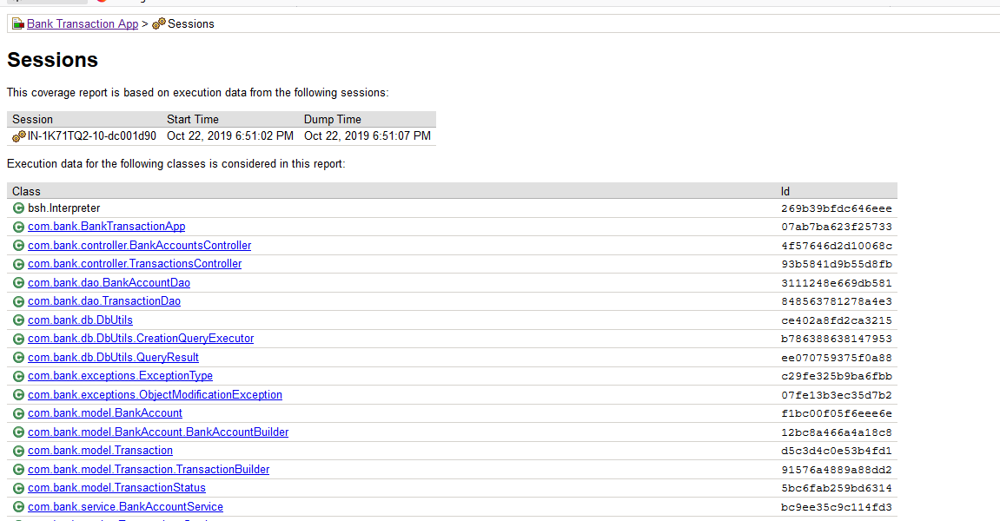 Bank Transaction App > Sessions
Sessions
This coverage report is based on execution data from the following sessions:
Session Start Time Dump Time
IN-1K71TQ2-10-dc001d90 Oct 22, 2019 6:51:02 PM Oct 22, 2019 6:51:07 PM
Execution data for the following classes is considered in this report:
Class Id
bsh.Interpreter 269b39bfdc646eee
com.bank.BankTransactionApp 07ab7ba623f25733
com.bank.controller.BankAccountsController 4f57646d2d10068c
com.bank.controller.TransactionsController 93b5841d9b55d8fb
com.bank.dao.BankAccountDao 3111248e669db581
com.bank.dao.TransactionDao 848563781278a4e3
com.bank.db.DbUtils ce402a8fd2ca3215
com.bank.db.DbUtils.CreationQueryExecutor b786388638147953
com.bank.db.DbUtils.QueryResult ee070759375f0a88
com.bank.exceptions.ExceptionType c29fe325b9ba6fbb
com.bank.exceptions.ObjectModificationException 07fe13b3ec35d7b2
com.bank.model.BankAccount f1bc00f05f6eee6e
com.bank.model.BankAccount.BankAccountBuilder 12bc8a466a4a18c8
com.bank.model.Transaction d5c3d4c0e53b4fd1
com.bank.model.Transaction.TransactionBuilder 91576a4889a88dd2
com.bank.model.TransactionStatus 5bc6fab259bd6314
com.bank.service.BankAccountService bc9ee35c9c114fd3